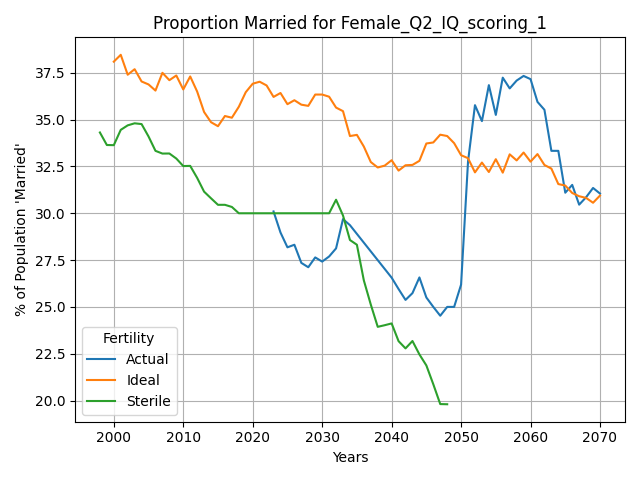 Proportion Married for Female_Q2_IQ_scoring_1
% of Population 'Married'
37.5
35.0
32.5
30.0
27.5
25.0
22.5
20.0
Fertility
Actual
Ideal
Sterile
2000 2010 2020 2030 2040 2050 2060 2070
Years